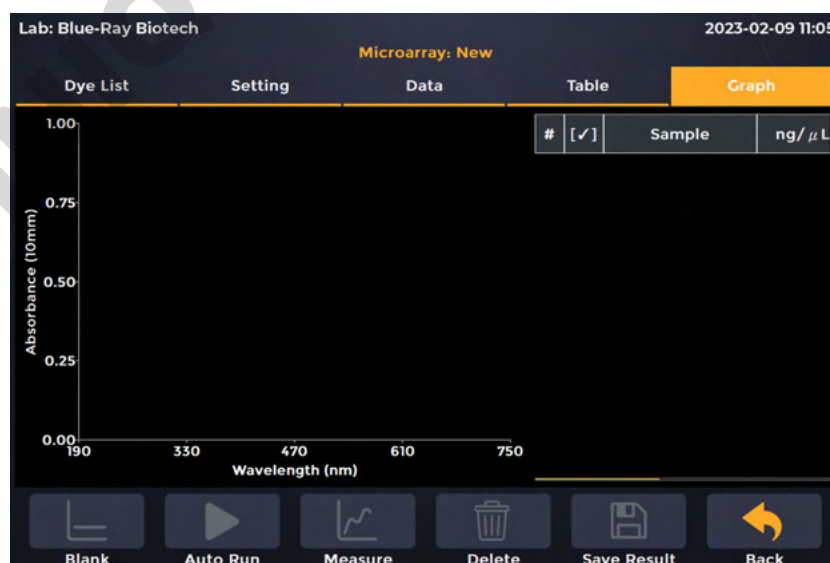 Lab: Blue-Ray Biotech 2023-02-09 11:05
Microarray: New
Dye List Setting Data Table Graph
# [✓] Sample ng/μL
1.00
0.75
0.50
0.25
0.00
Absorbance (10mm)
190 330 470 610 750
Wavelength (nm)
Blank Auto Run Measure Delete Save Result Back